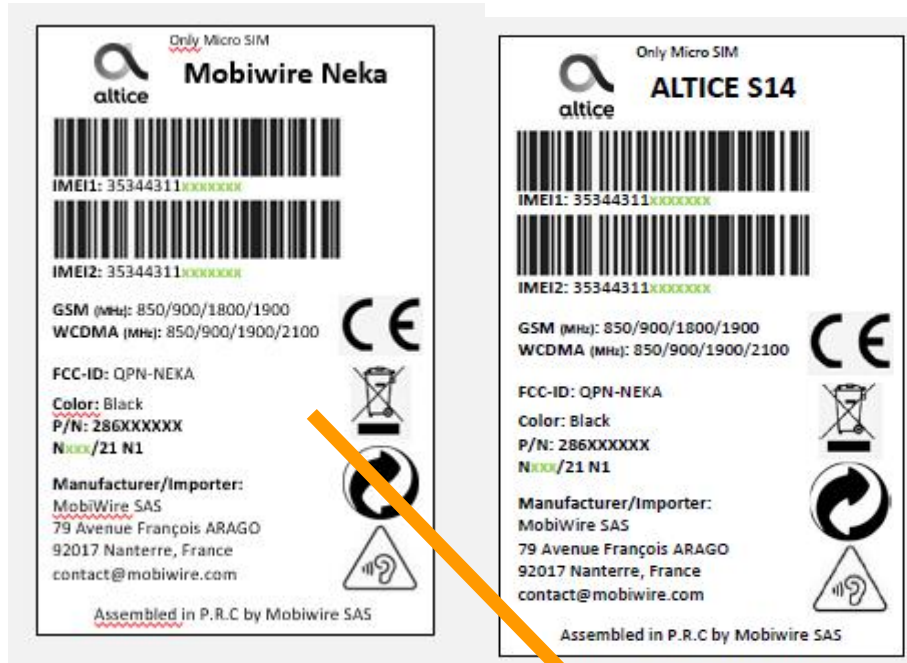 Only Micro SIM
altice
Mobiwire Neka
IMEI1: 35344311xxxxxxx
IMEI2: 35344311xxxxxxx
GSM (MHz): 850/900/1800/1900
WCDMA (MHz): 850/900/1900/2100
CE
FCC-ID: QPN-NEKA
Color: Black
P/N: 286XXXXXX
Nxxx/21 N1
Manufacturer/Importer:
MobiWire SAS
79 Avenue François ARAGO
92017 Nanterre, France
contact@mobiwire.com
Assembled in P.R.C by Mobiwire SAS
Only Micro SIM
altice
ALTICE S14
IMEI1: 35344311xxxxxxx
IMEI2: 35344311xxxxxxx
GSM (MHz): 850/900/1800/1900
WCDMA (MHz): 850/900/1900/2100
CE
FCC-ID: QPN-NEKA
Color: Black
P/N: 286XXXXXX
Nxxx/21 N1
Manufacturer/Importer:
MobiWire SAS
79 Avenue François ARAGO
92017 Nanterre, France
contact@mobiwire.com
Assembled in P.R.C by Mobiwire SAS